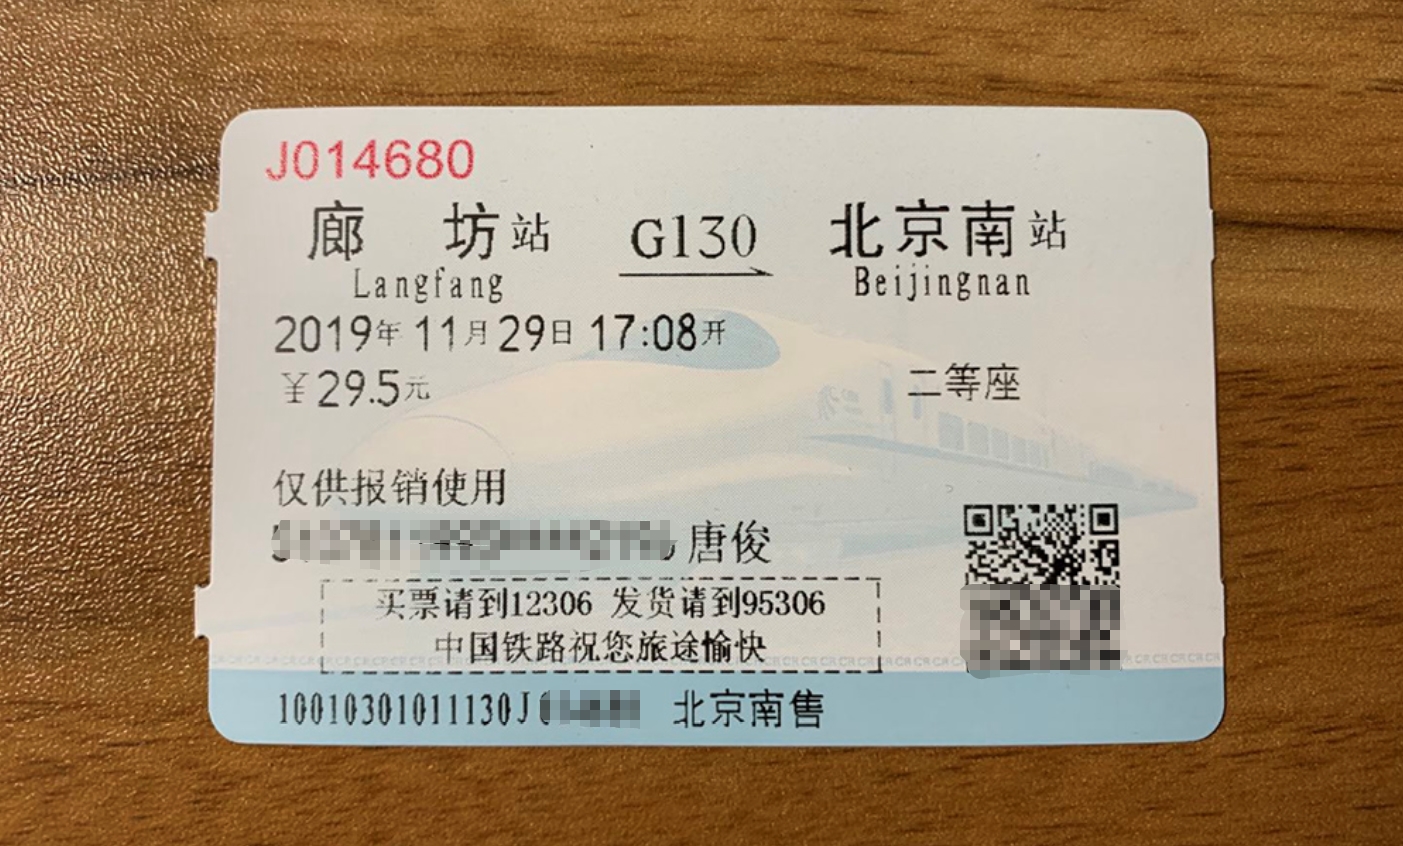 J014680
廊 坊站 G130 北京南站
Langfang Beijingnan
2019年11月29日 17:08开
￥29.5元 二等座
仅供报销使用
唐俊
买票请到12306 发货请到95306
中国铁路祝您旅途愉快
10010301011130J 北京南售